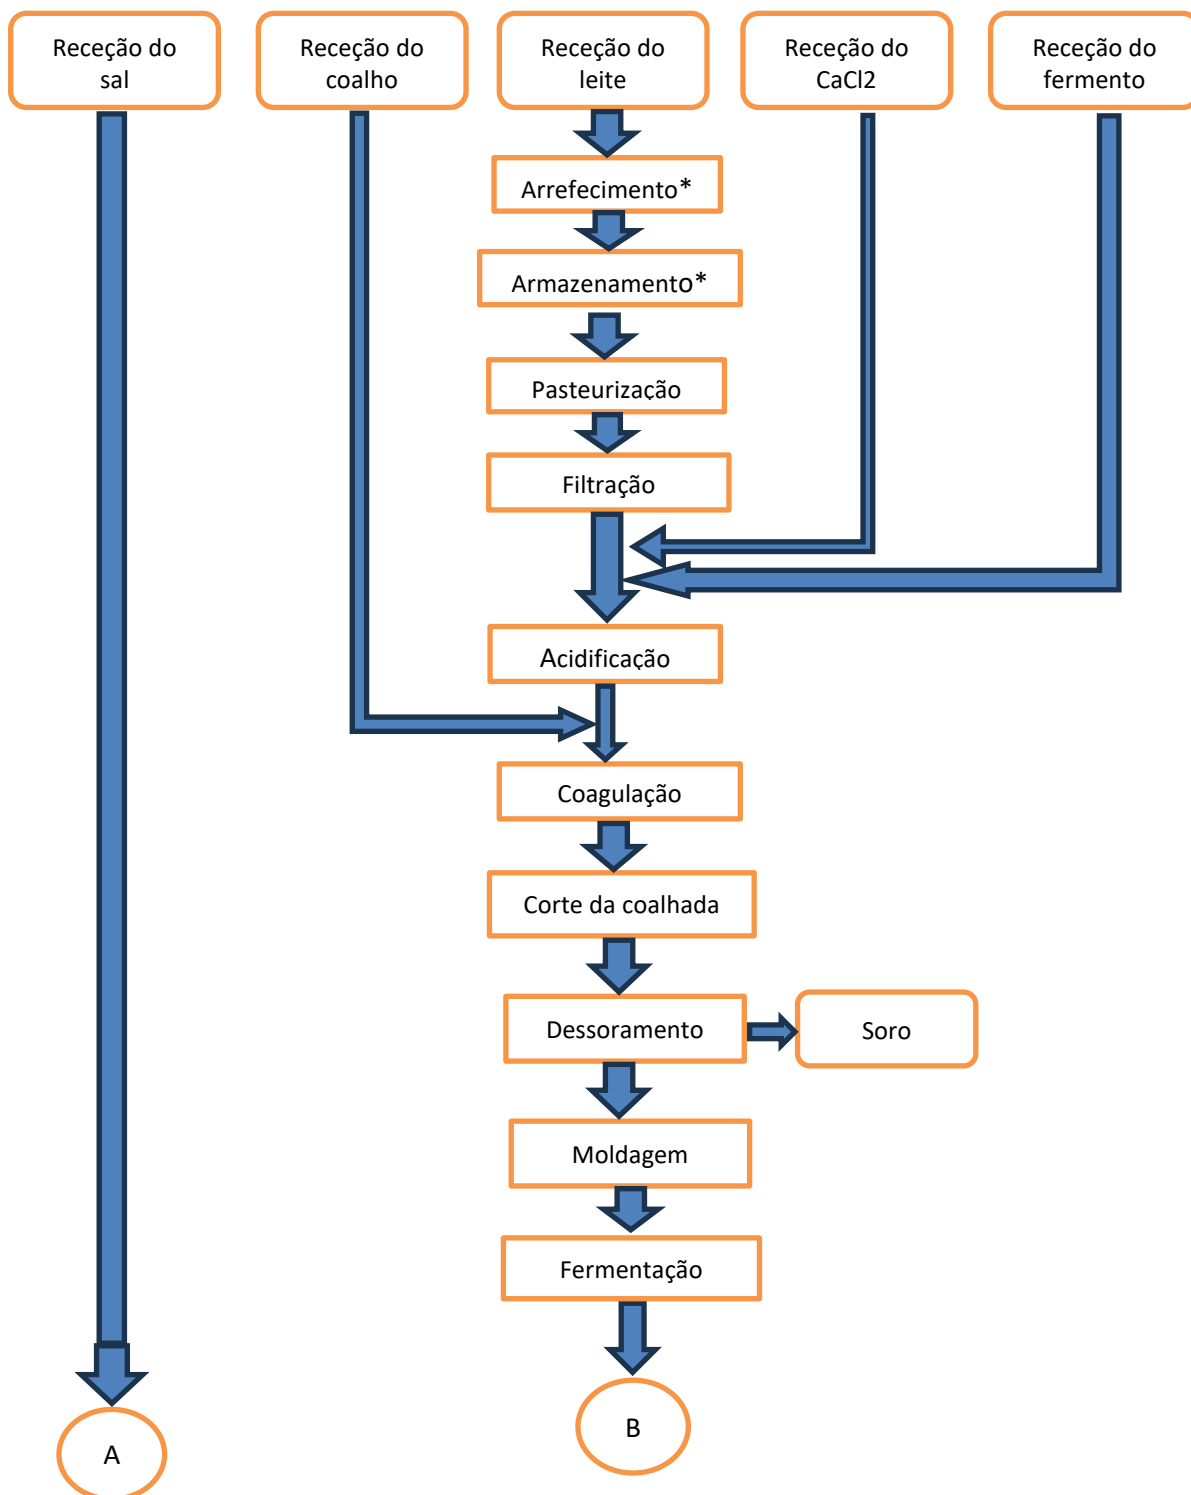 Receção do
sal
Receção do
coalho
Receção do
leite
Receção do
CaCl2
Receção do
fermento
Arrefecimento*
Armazenamento*
Pasteurização
Filtração
Acidificação
Coagulação
Corte da coalhada
Dessoramento
Soro
Moldagem
Fermentação
A
B